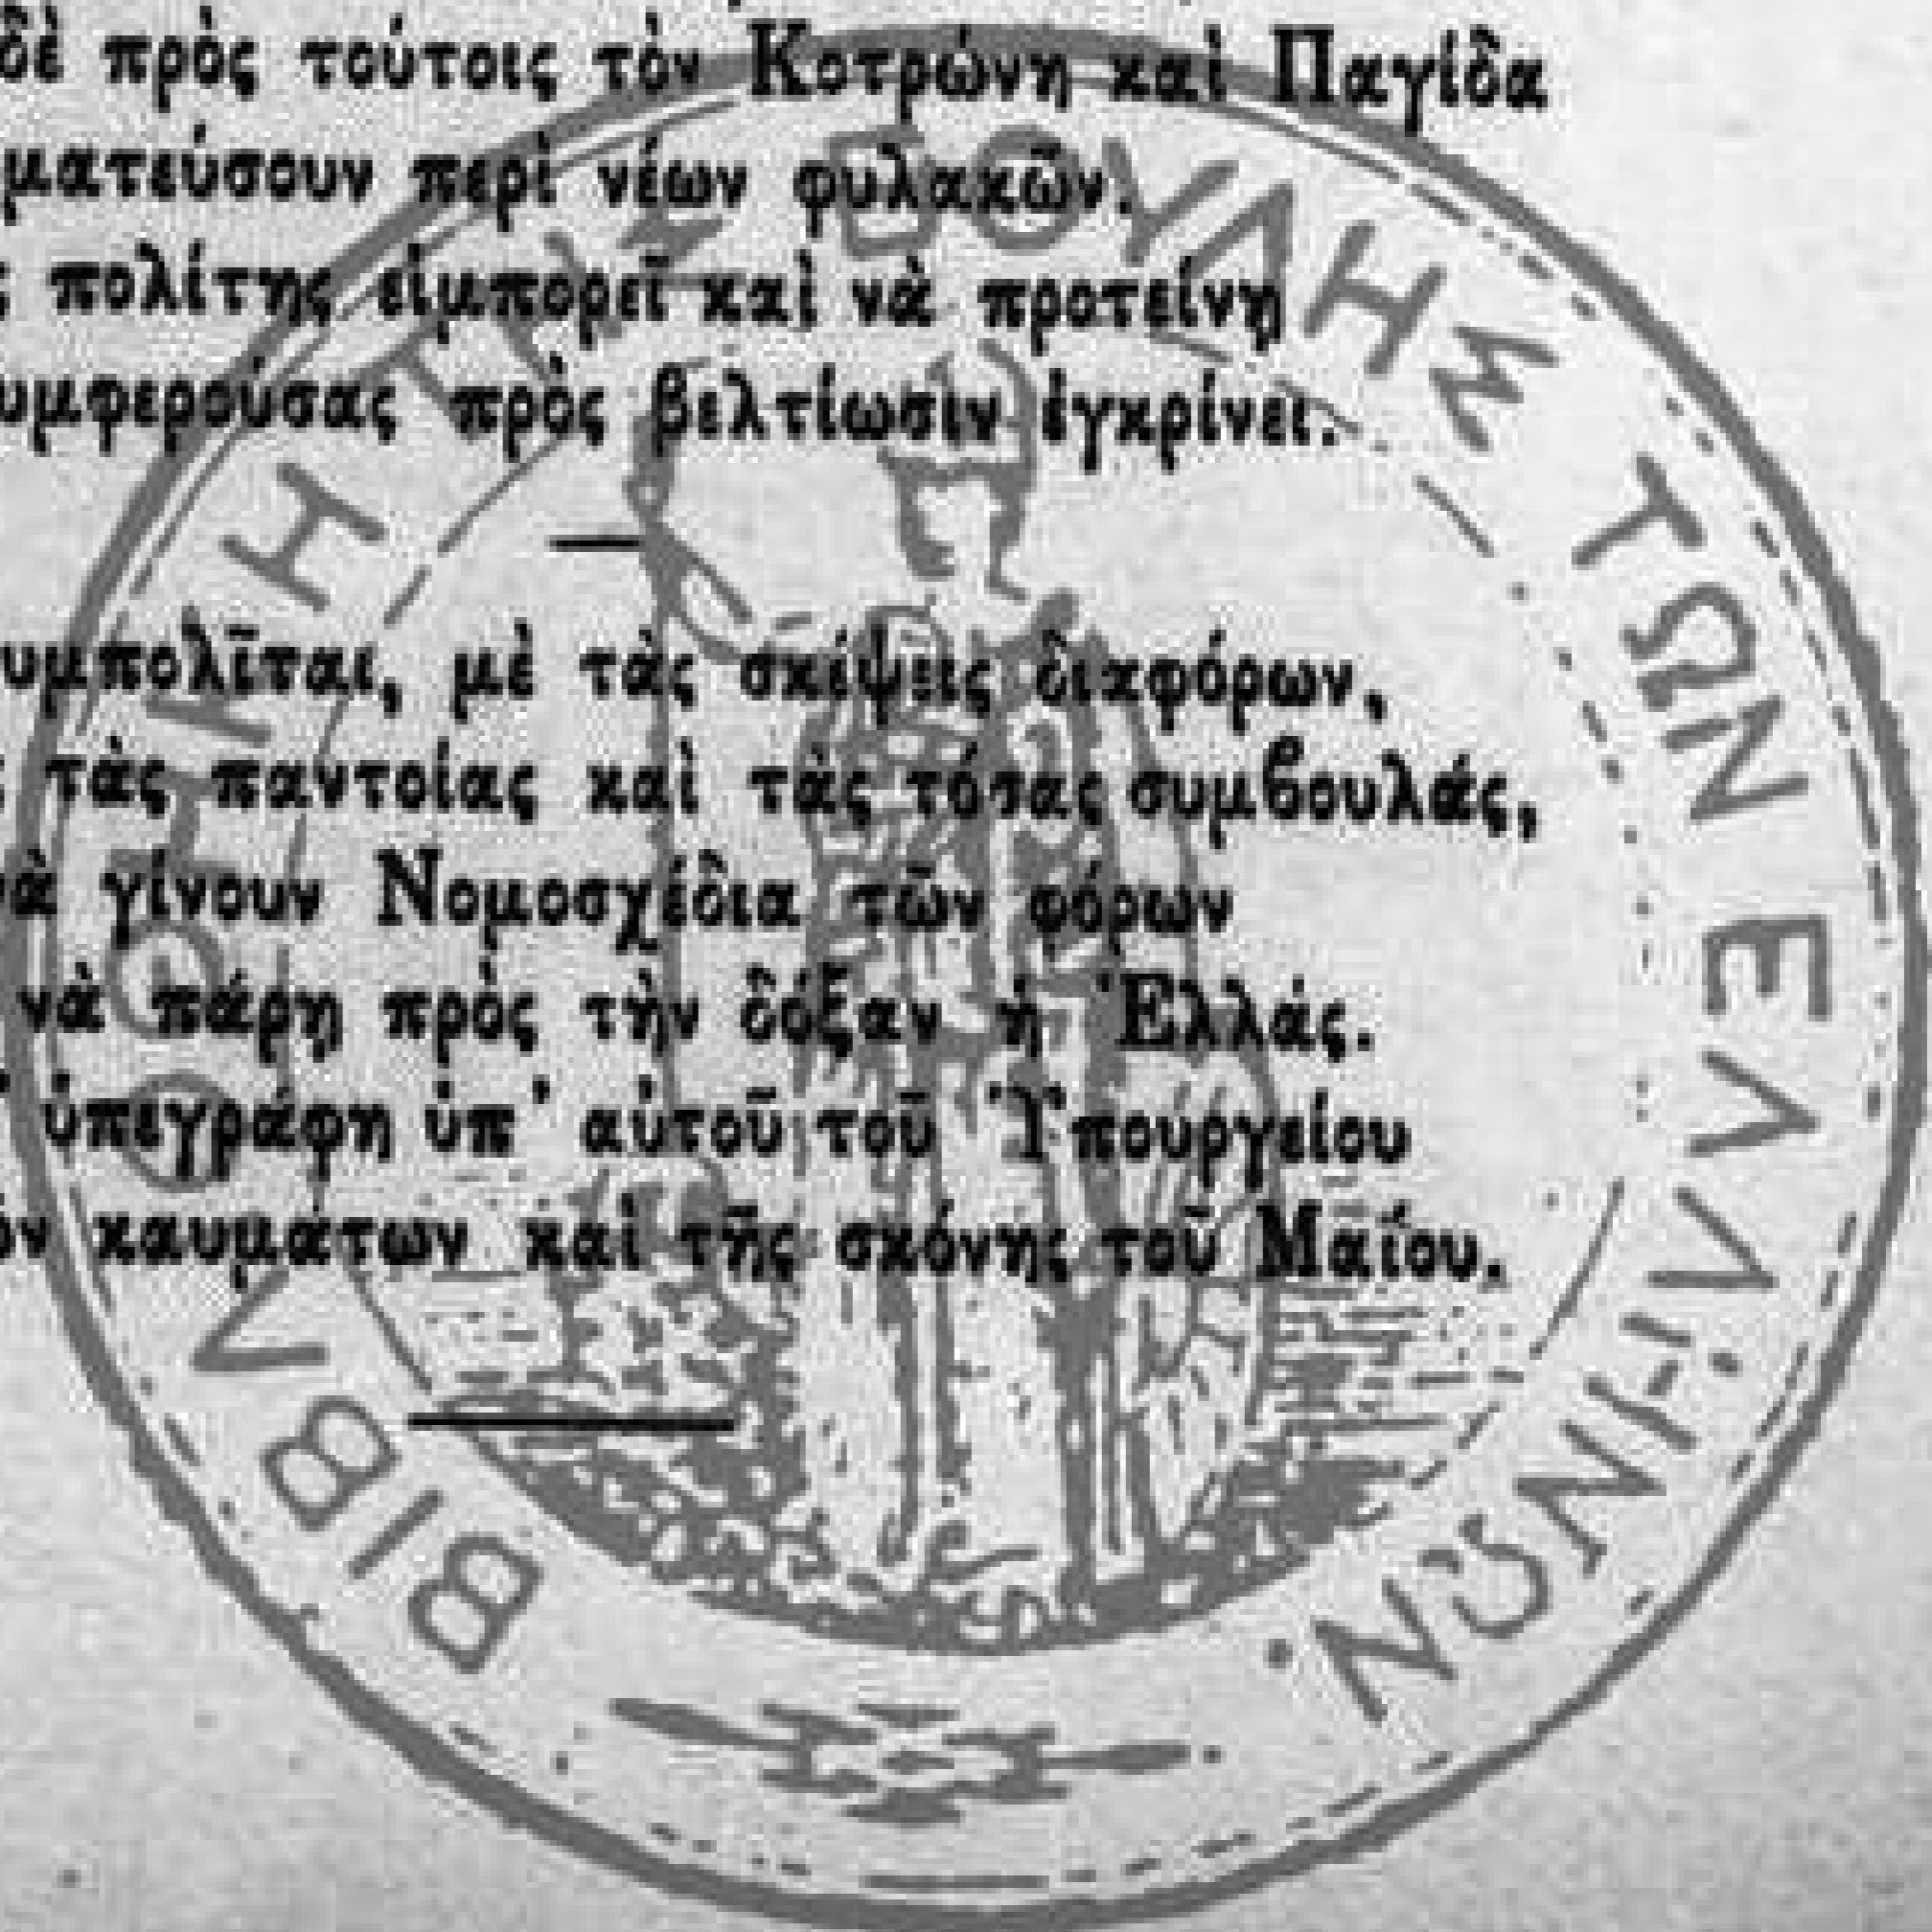 δὲ πρὸς τούτοις τὸν Κοτρώνη καὶ Παγίδα
ματεύσουν περὶ νέων φυλακῶν.
ς πολίτης εἰμπορεῖ καὶ νὰ προτείνῃ
υμφερούσας πρὸς βελτίωσιν ἐγκρίνει.
υμπολῖται, μὲ τὰς σκέψεις διαφόρων,
τὰς παντοίας καὶ τὰς τόσας συμβουλάς,
νὰ γίνουν Νομοσχέδια τῶν φόρων
νὰ πάρῃ πρὸς τὴν δόξαν ἡ Ἑλλάς.
ὑπεγράφη ὑπ' αὐτοῦ τοῦ Ὑπουργείου
ῶν καυμάτων καὶ τῆς σκόνης τοῦ Μαΐου.
ΒΙΒΛΙΟΘΗΚΗ ΤΗΣ ΒΟΥΛΗΣ ΤΩΝ ΕΛΛΗΝΩΝ.